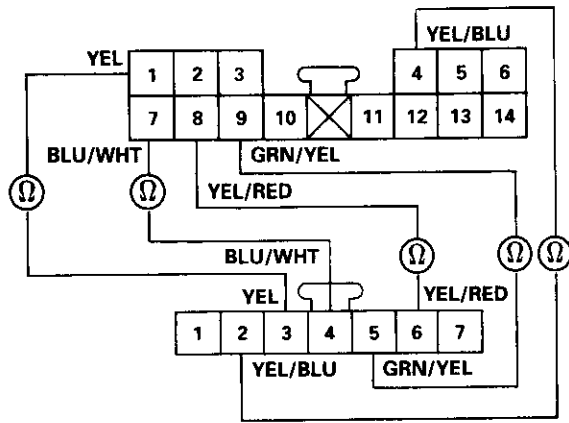 YEL/BLU
YEL
1 2 3 4 5 6
7 8 9 10 11 12 13 14
BLU/WHT GRN/YEL
YEL/RED
Ω Ω Ω Ω Ω
BLU/WHT
YEL YEL/RED
1 2 3 4 5 6 7
YEL/BLU GRN/YEL